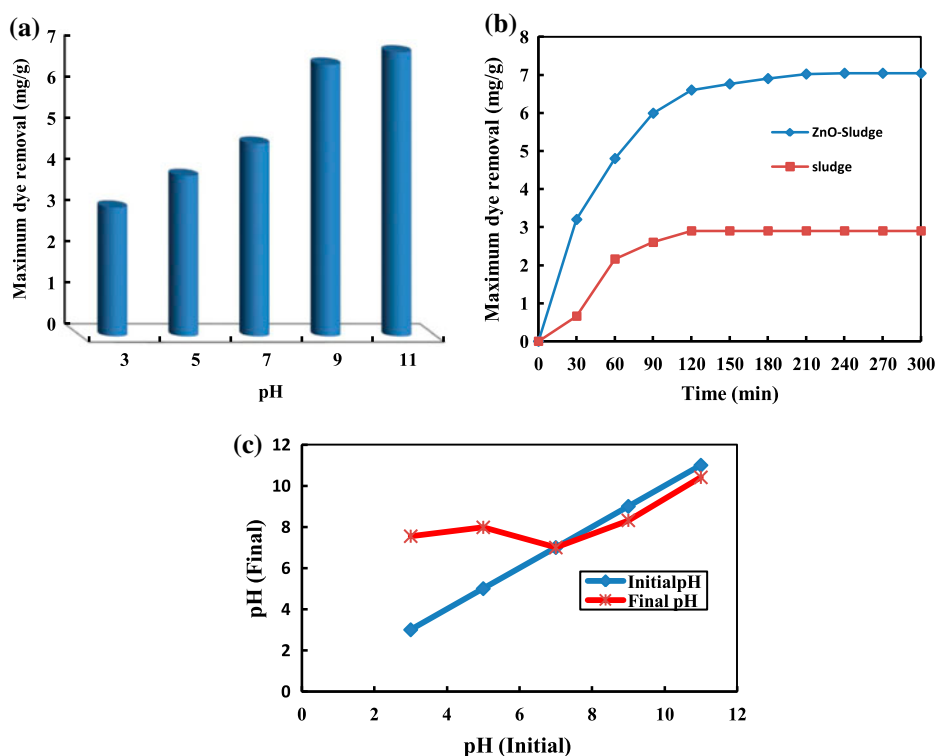 (a)
Maximum dye removal (mg/g)
7
6
5
4
3
2
1
0
3 5 7 9 11
pH
(b)
Maximum dye removal (mg/g)
8
7
6
5
4
3
2
1
0
ZnO-Sludge
sludge
0 30 60 90 120 150 180 210 240 270 300
Time (min)
(c)
pH (Final)
12
10
8
6
4
2
0
InitialpH
Final pH
0 2 4 6 8 10 12
pH (Initial)